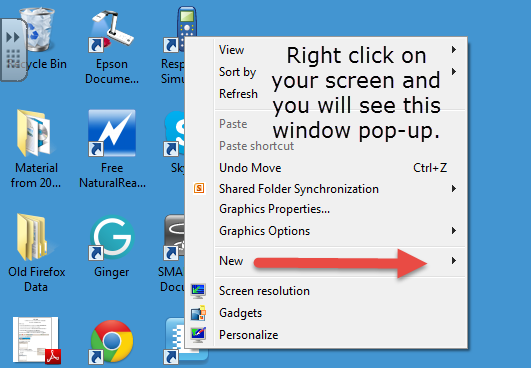 Recycle Bin
Epson
Docume...
Resp
Simu
Material
from 20...
Free
NaturalRea...
Sk
Old Firefox
Data
Ginger
SMA
Docu
View
Sort by
Refresh
Paste
Paste shortcut
Undo Move Ctrl+Z
Shared Folder Synchronization
Graphics Properties...
Graphics Options
New
Screen resolution
Gadgets
Personalize
Right click on
your screen and
you will see this
window pop-up.